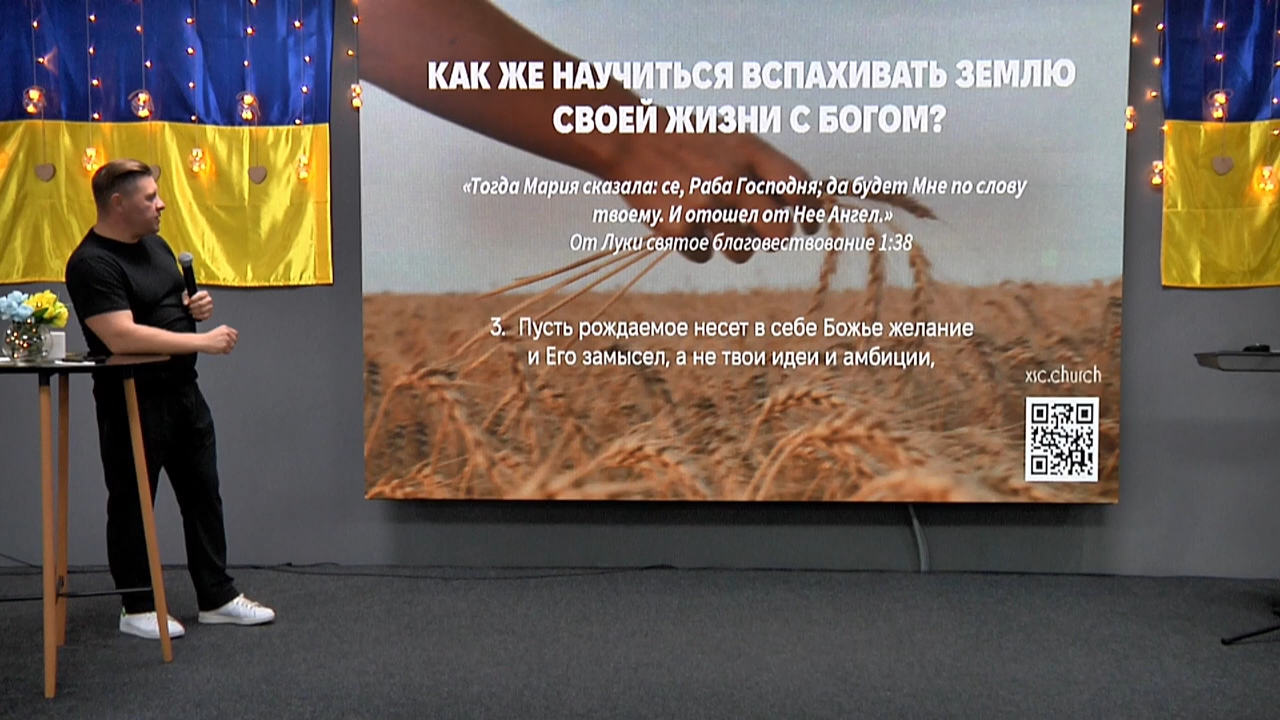 КАК ЖЕ НАУЧИТЬСЯ ВСПАХИВАТЬ ЗЕМЛЮ
СВОЕЙ ЖИЗНИ С БОГОМ?
«Тогда Мария сказала: се, Раба Господня; да будет Мне по слову
твоему. И отошел от Нее Ангел.»
От Луки святое благовествование 1:38
3. Пусть рождаемое несет в себе Божье желание
и Его замысел, а не твои идеи и амбиции,
xsc.church